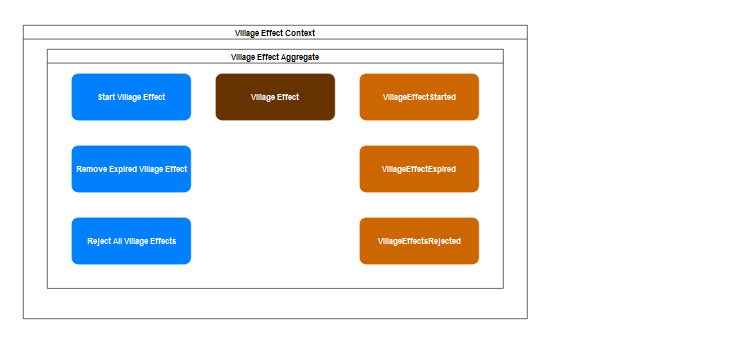 Village Effect Context
Village Effect Aggregate
Start Village Effect
Village Effect
VillageEffectStarted
Remove Expired Village Effect
VillageEffectExpired
Reject All Village Effects
VillageEffectsRejected